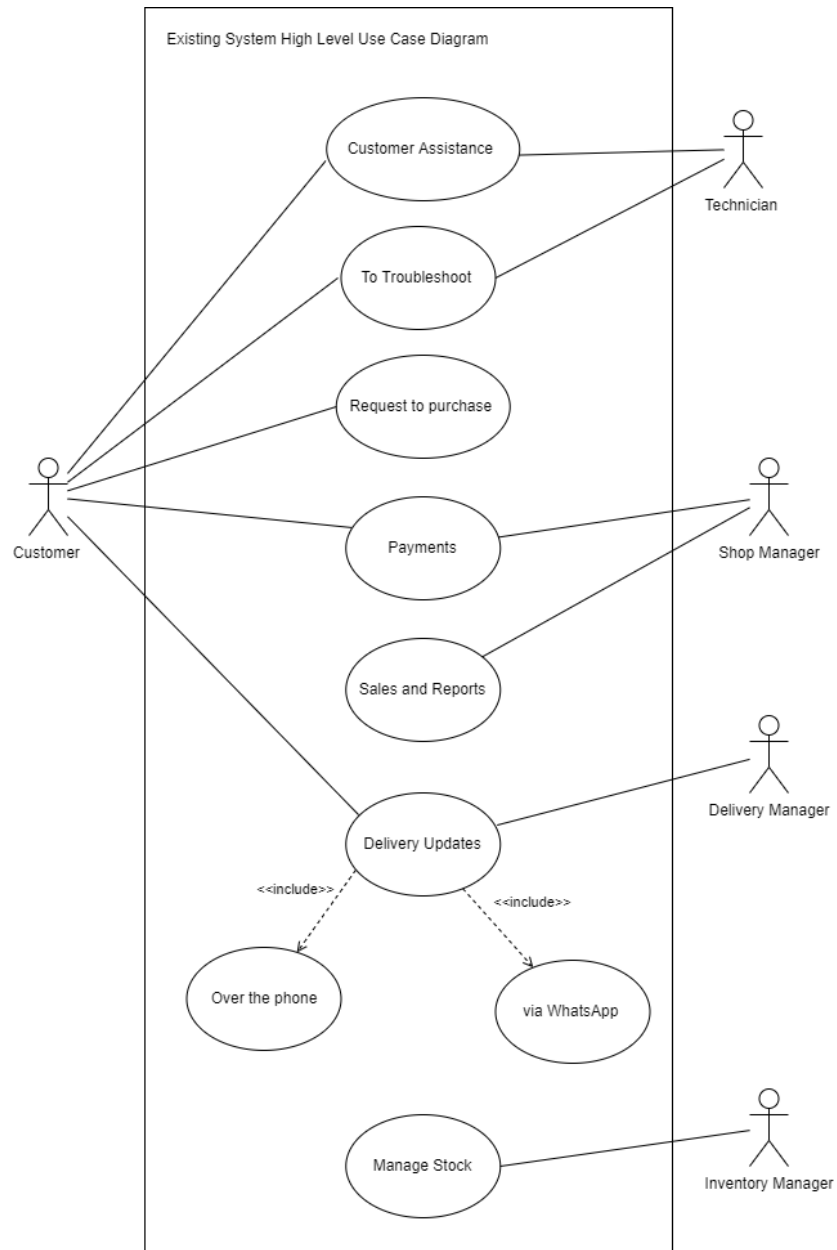 Existing System High Level Use Case Diagram
Customer Assistance
Technician
To Troubleshoot
Request to purchase
Customer
Payments
Shop Manager
Sales and Reports
Delivery Manager
Delivery Updates
<<include>>
<<include>>
Over the phone
via WhatsApp
Manage Stock
Inventory Manager